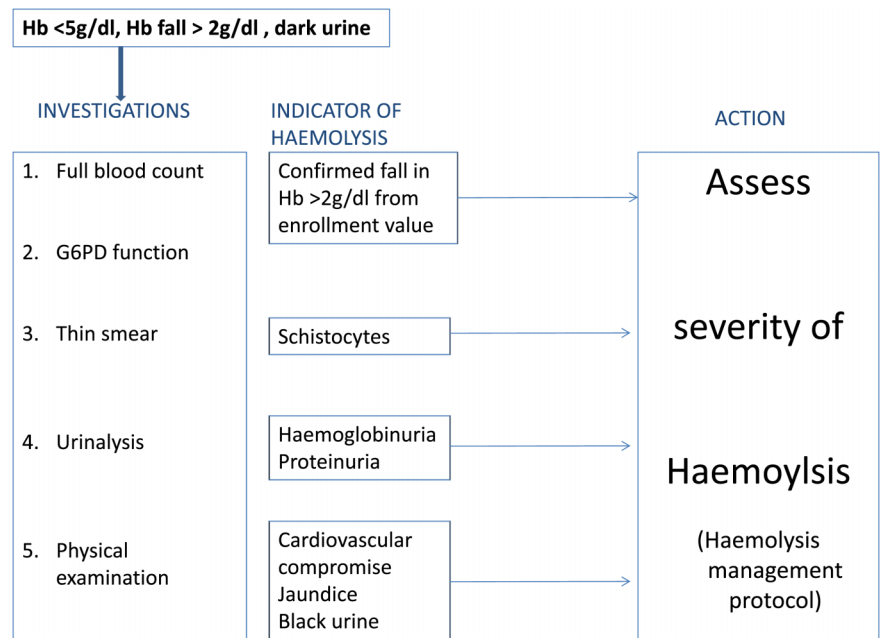 Hb <5g/dl, Hb fall > 2g/dl , dark urine
INVESTIGATIONS
INDICATOR OF
HAEMOLYSIS
ACTION
1. Full blood count
2. G6PD function
3. Thin smear
4. Urinalysis
5. Physical
examination
Confirmed fall in
Hb >2g/dl from
enrollment value
Schistocytes
Haemoglobinuria
Proteinuria
Cardiovascular
compromise
Jaundice
Black urine
Assess
severity of
Haemoylsis
(Haemolysis
management
protocol)